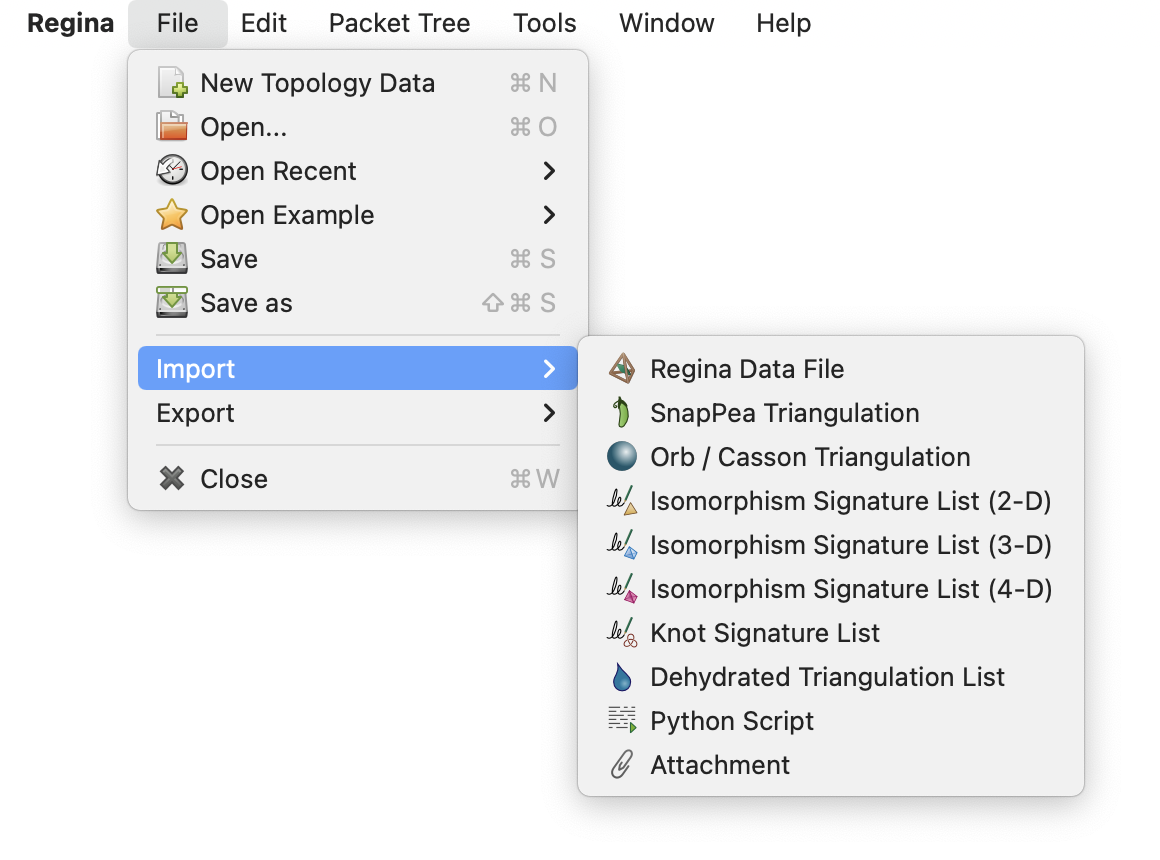 Regina File Edit Packet Tree Tools Window Help
New Topology Data ⌘ N
Open... ⌘ O
Open Recent
Open Example
Save ⌘ S
Save as ⇧⌘ S
Import
Export
Close ⌘W
Regina Data File
SnapPea Triangulation
Orb / Casson Triangulation
Isomorphism Signature List (2-D)
Isomorphism Signature List (3-D)
Isomorphism Signature List (4-D)
Knot Signature List
Dehydrated Triangulation List
Python Script
Attachment